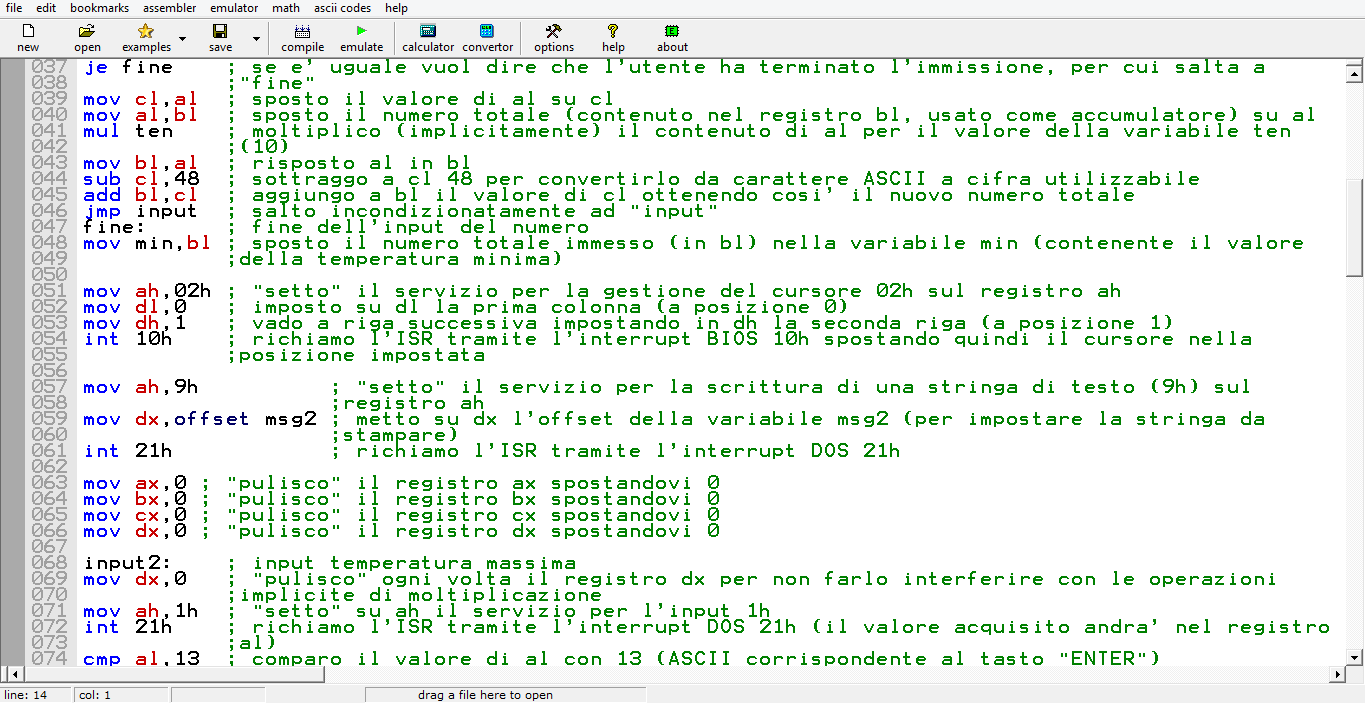 file edit bookmarks assembler emulator math ascii codes help
new open examples save compile emulate calculator convertor options help about
037 je fine ; se e' uguale vuol dire che l'utente ha terminato l'immissione, per cui salta a
038 ;"fine"
039 mov cl,al ; sposto il valore di al su cl
040 mov al,bl ; sposto il numero totale (contenuto nel registro bl, usato come accumulatore) su al
041 mul ten ; moltiplico (implicitamente) il contenuto di al per il valore della variabile ten
042 ;(10)
043 mov bl,al ; risposto al in bl
044 sub cl,48 ; sottraggo a cl 48 per convertirlo da carattere ASCII a cifra utilizzabile
045 add bl,cl ; aggiungo a bl il valore di cl ottenendo cosi' il nuovo numero totale
046 jmp input ; salto incondizionatamente ad "input"
047 fine: ; fine dell'input del numero
048 mov min,bl ; sposto il numero totale immesso (in bl) nella variabile min (contenente il valore
049 ;della temperatura minima)
050
051 mov ah,02h ; "setto" il servizio per la gestione del cursore 02h sul registro ah
052 mov dl,0 ; imposto su dl la prima colonna (a posizione 0)
053 mov dh,1 ; vado a riga successiva impostando in dh la seconda riga (a posizione 1)
054 int 10h ; richiamo l'ISR tramite l'interrupt BIOS 10h spostando quindi il cursore nella
055 ;posizione impostata
056
057 mov ah,9h ; "setto" il servizio per la scrittura di una stringa di testo (9h) sul
058 ;registro ah
059 mov dx,offset msg2 ; metto su dx l'offset della variabile msg2 (per impostare la stringa da
060 ;stampare)
061 int 21h ; richiamo l'ISR tramite l'interrupt DOS 21h
062
063 mov ax,0 ; "pulisco" il registro ax spostandovi 0
064 mov bx,0 ; "pulisco" il registro bx spostandovi 0
065 mov cx,0 ; "pulisco" il registro cx spostandovi 0
066 mov dx,0 ; "pulisco" il registro dx spostandovi 0
067
068 input2: ; input temperatura massima
069 mov dx,0 ; "pulisco" ogni volta il registro dx per non farlo interferire con le operazioni
070 ;implicite di moltiplicazione
071 mov ah,1h ; "setto" su ah il servizio per l'input 1h
072 int 21h ; richiamo l'ISR tramite l'interrupt DOS 21h (il valore acquisito andra' nel registro
073 ;al)
074 cmp al,13 ; comparo il valore di al con 13 (ASCII corrispondente al tasto "ENTER")
line: 14 col: 1 drag a file here to open